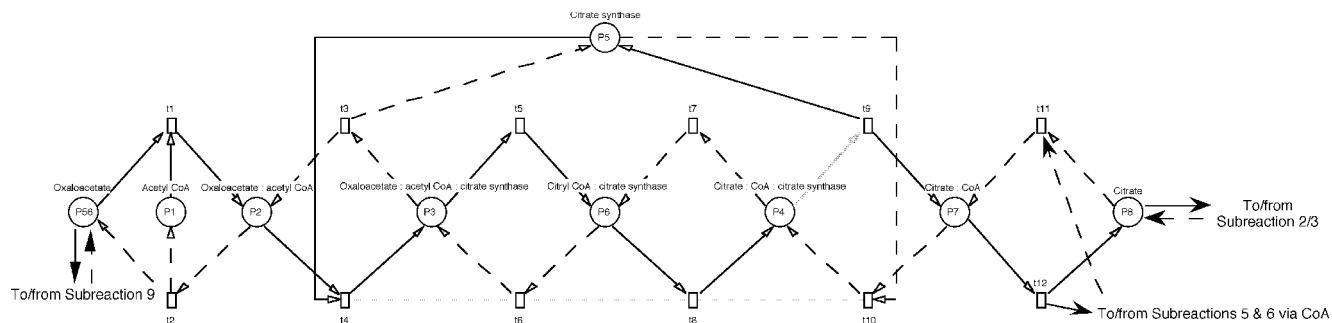 Citrate synthase
P5
t1
t3
t5
t7
t9
t11
Oxaloacetate
Acetyl CoA
Oxaloacetate : acetyl CoA
Oxaloacetate : acetyl CoA : citrate synthase
Citryl CoA : citrate synthase
Citrate : CoA : citrate synthase
Citrate : CoA
Citrate
P56
P1
P2
P3
P6
P4
P7
P8
To/from
Subreaction 2/3
To/from Subreaction 9
t12
To/from Subreactions 5 & 6 via CoA
t2
t4
t6
t8
t10